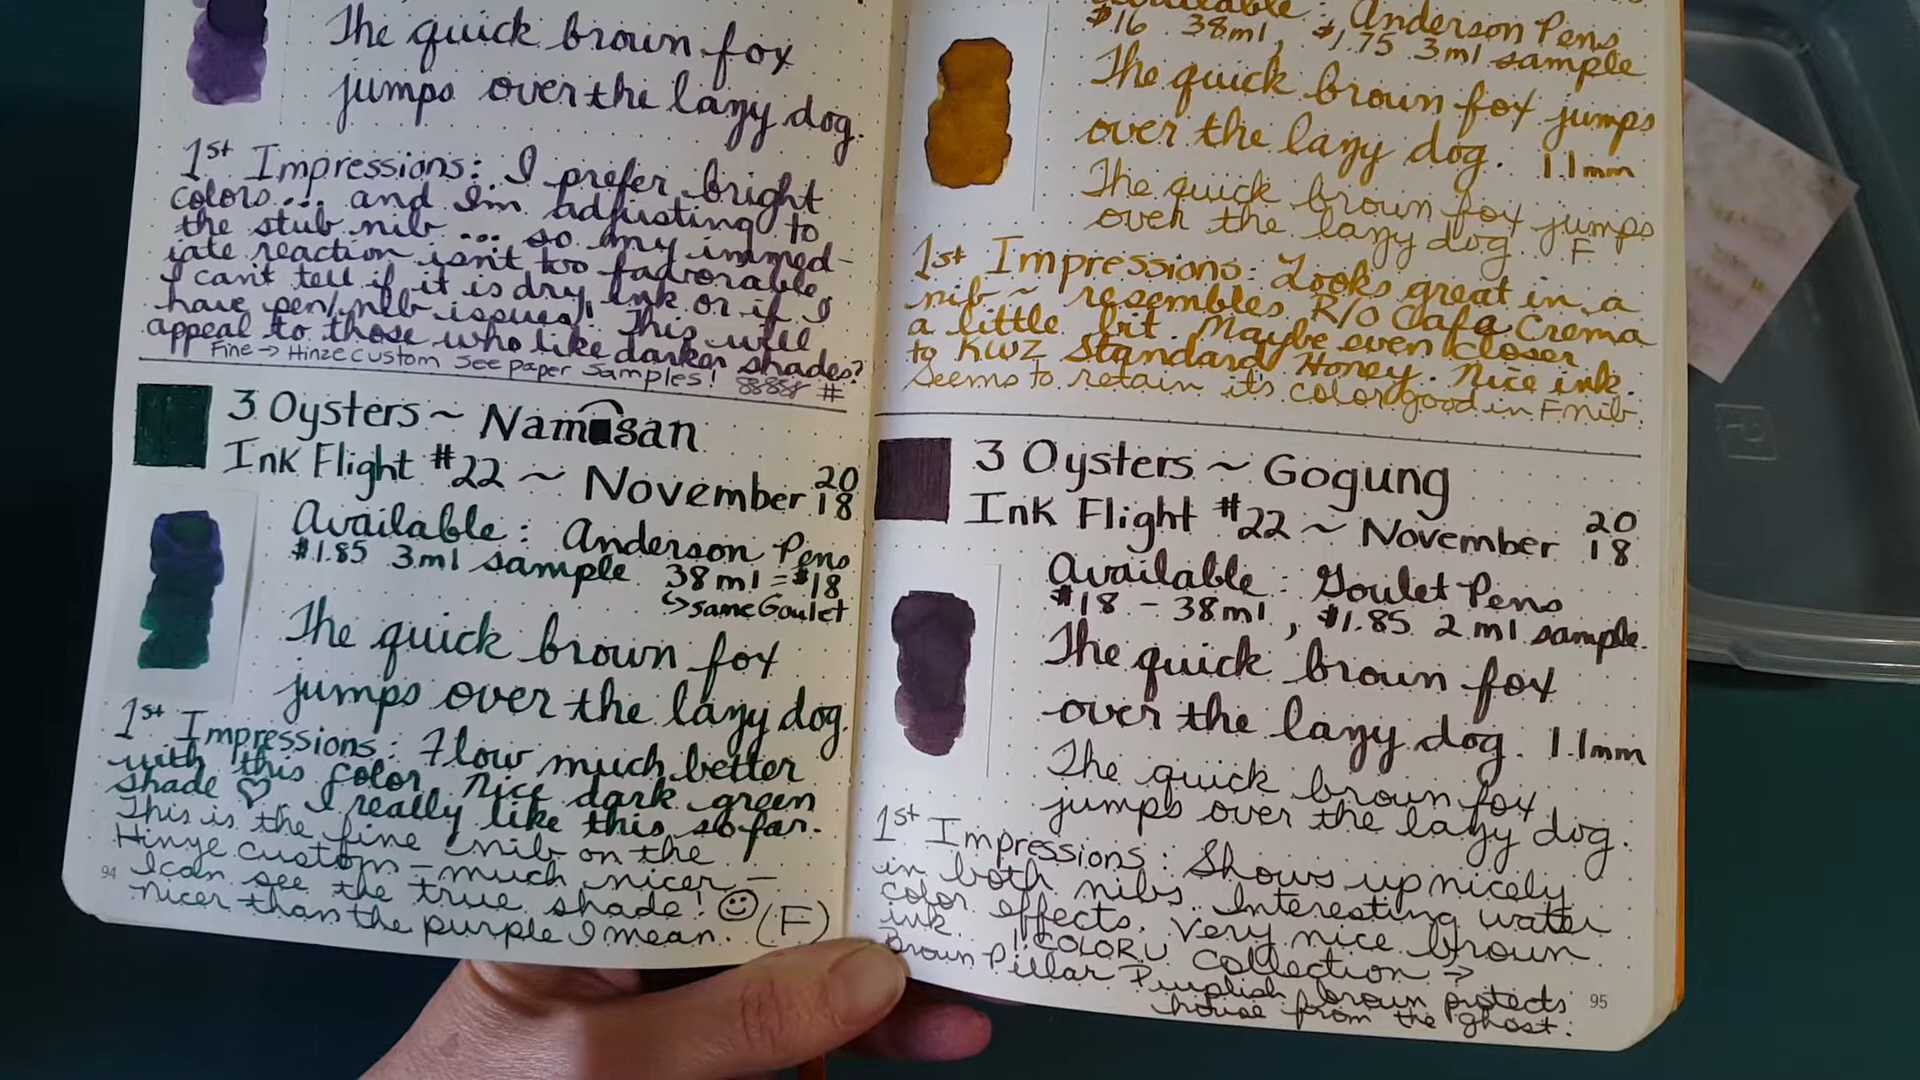 The quick brown fox
jumps over the lazy dog.
1st Impressions: I prefer bright
colors... and I'm adjusting to
the stub nib ... so my immed-
iate reaction isn't too favorable
I can't tell if it is dry ink or if I
have pen/nib issues! This will
appeal to those who like darker shades?
Fine → Hinze custom See paper samples! #
3 Oysters ~ Namusan
Ink Flight #22 ~ November 2018
Available: Anderson Pens
$1.85 3ml sample 38ml = $18
↳ same Goulet
The quick brown fox
jumps over the lazy dog.
1st Impressions: Flow much better
with this color. Nice dark green
shade ♡ I really like this so far.
This is the fine nib on the
Hinze custom - much nicer -
I can see the true shade! ☺
nicer than the purple I mean. (F)
94
Available: Anderson Pens
$16 38ml, $1.75 3ml sample
The quick brown fox jumps
over the lazy dog. 1.1mm
The quick brown fox jumps
over the lazy dog F
1st Impressions: Looks great in a
nib ~ resembles R/O Cafe Crema
a little bit. Maybe even closer
to KWZ Standard Honey. Nice ink.
Seems to retain it's color good in F nib.
3 Oysters ~ Gogung
Ink Flight #22 ~ November 2018
Available: Goulet Pens
$18 - 38ml, $1.85 2ml sample.
The quick brown fox
over the lazy dog. 1.1mm
The quick brown fox
jumps over the lazy dog.
1st Impressions: Shows up nicely
in both nibs. Interesting water
color effects. Very nice brown
ink. !!COLORU Collection →
Brown Pillar Purplish brown protects
house from the ghost.
95